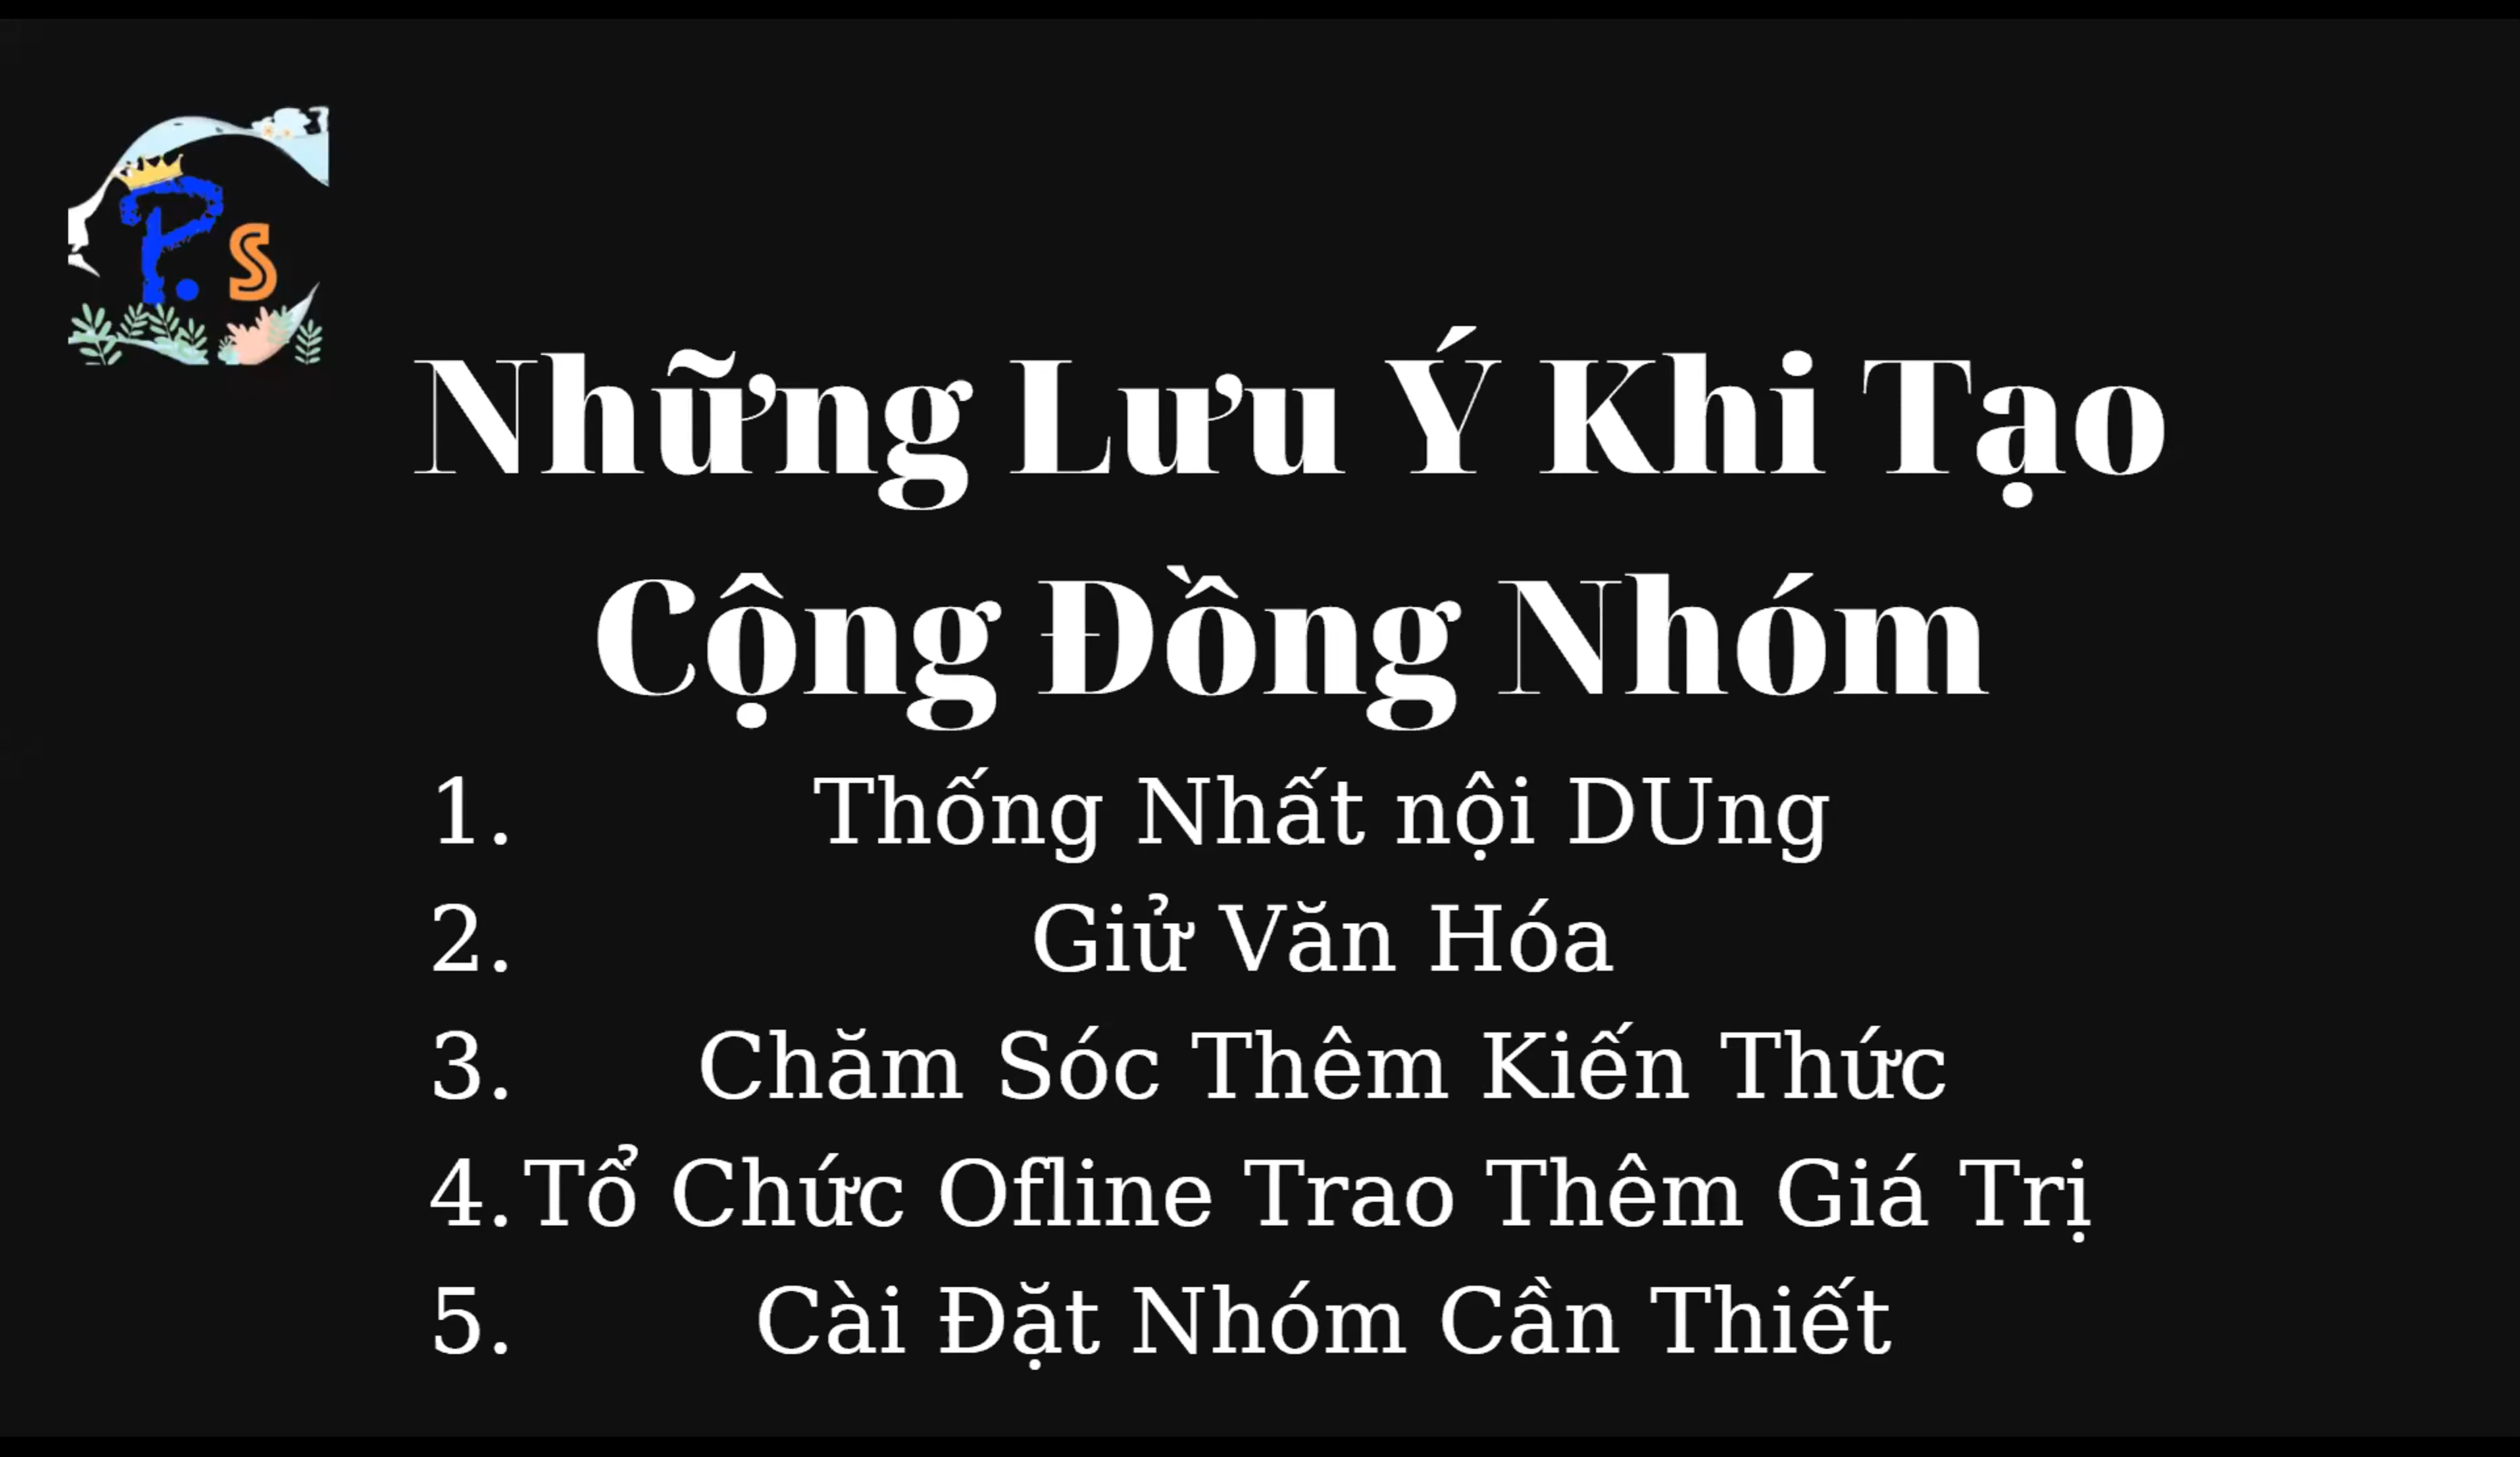 P.s
Những Lưu Ý Khi Tạo
Cộng Đồng Nhóm
1. Thống Nhất nội DUng
2. Giử Văn Hóa
3. Chăm Sóc Thêm Kiến Thức
4. Tổ Chức Ofline Trao Thêm Giá Trị
5. Cài Đặt Nhóm Cần Thiết